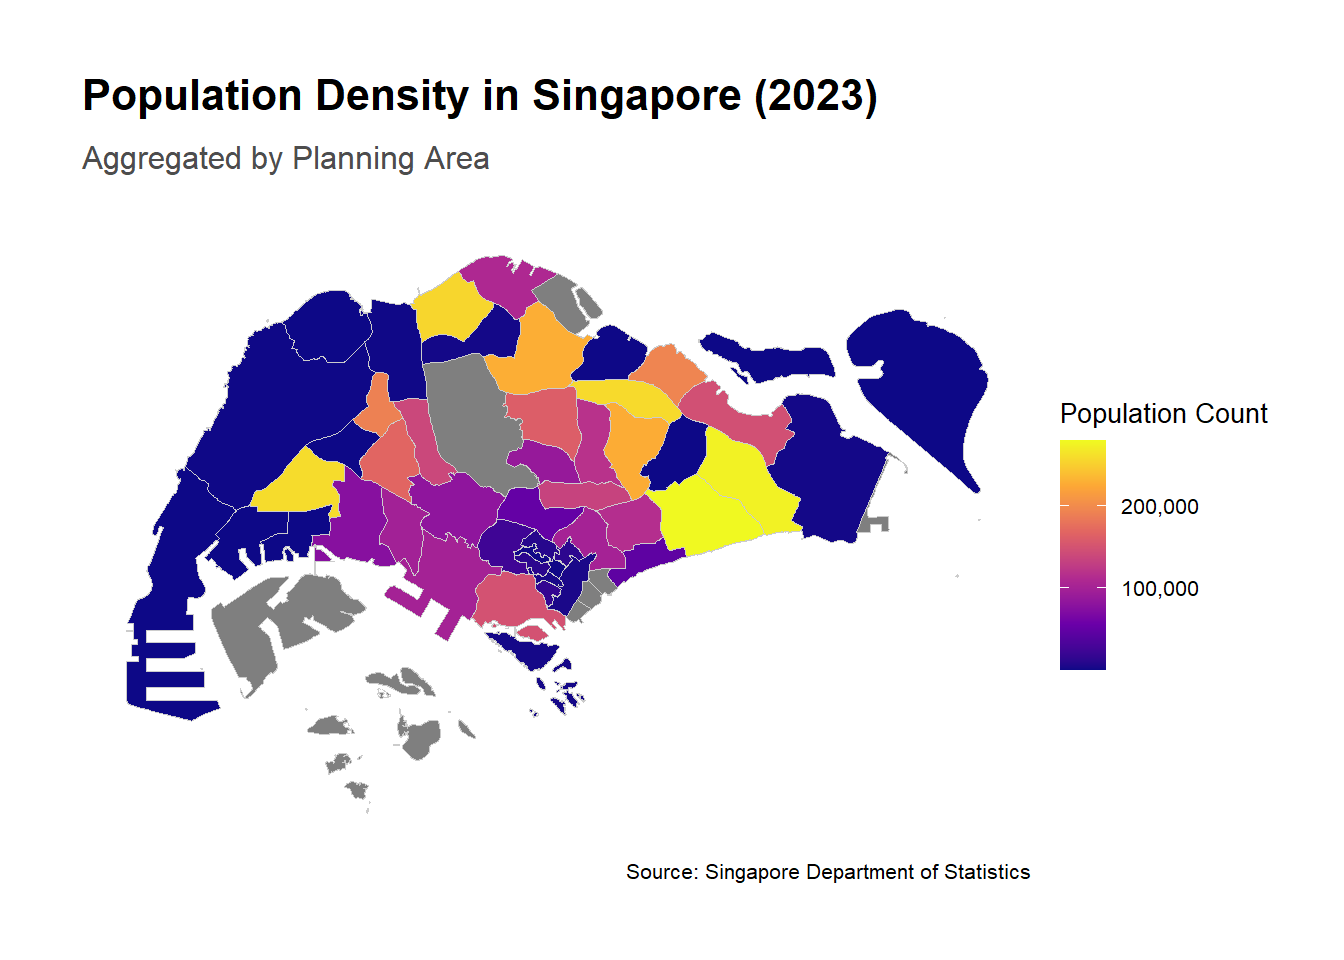 Population Density in Singapore (2023)
Aggregated by Planning Area
Population Count
200,000
100,000
Source: Singapore Department of Statistics